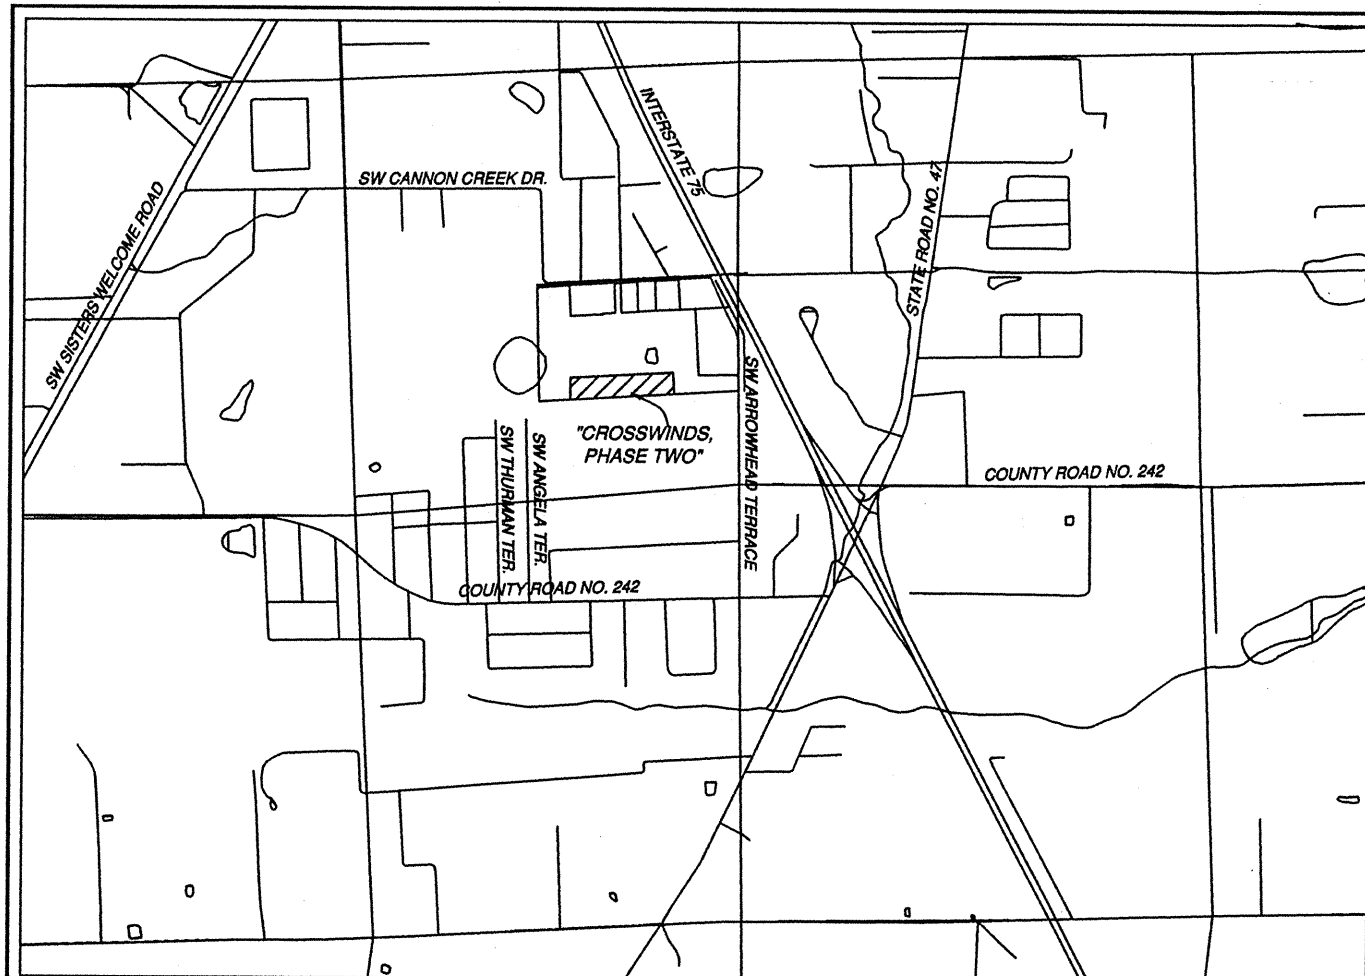 INTERSTATE 75
SW CANNON CREEK DR.
STATE ROAD NO. 47
SW SISTERS WELCOME ROAD
"CROSSWINDS,
PHASE TWO"
SW ARROWHEAD TERRACE
SW THURMAN TER.
SW ANGELA TER.
COUNTY ROAD NO. 242
COUNTY ROAD NO. 242